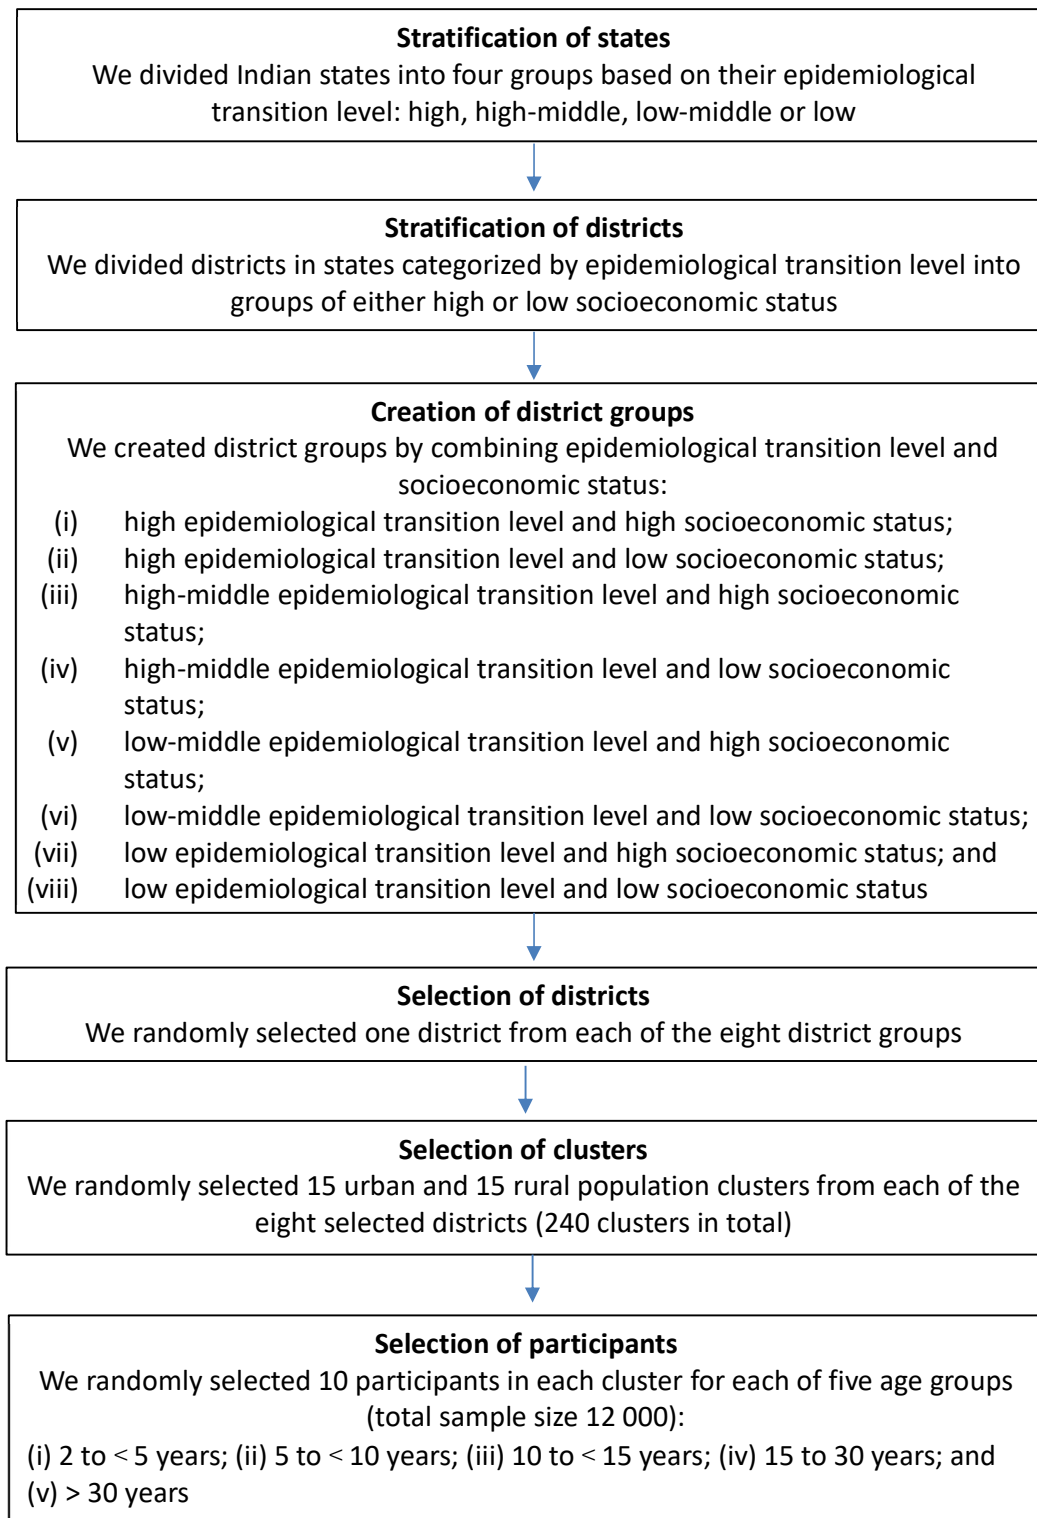 Stratification of states
We divided Indian states into four groups based on their epidemiological
transition level: high, high-middle, low-middle or low
Stratification of districts
We divided districts in states categorized by epidemiological transition level into
groups of either high or low socioeconomic status
Creation of district groups
We created district groups by combining epidemiological transition level and
socioeconomic status:
(i) high epidemiological transition level and high socioeconomic status;
(ii) high epidemiological transition level and low socioeconomic status;
(iii) high-middle epidemiological transition level and high socioeconomic
status;
(iv) high-middle epidemiological transition level and low socioeconomic
status;
(v) low-middle epidemiological transition level and high socioeconomic
status;
(vi) low-middle epidemiological transition level and low socioeconomic status;
(vii) low epidemiological transition level and high socioeconomic status; and
(viii) low epidemiological transition level and low socioeconomic status
Selection of districts
We randomly selected one district from each of the eight district groups
Selection of clusters
We randomly selected 15 urban and 15 rural population clusters from each of the
eight selected districts (240 clusters in total)
Selection of participants
We randomly selected 10 participants in each cluster for each of five age groups
(total sample size 12 000):
(i) 2 to < 5 years; (ii) 5 to < 10 years; (iii) 10 to < 15 years; (iv) 15 to 30 years; and
(v) > 30 years